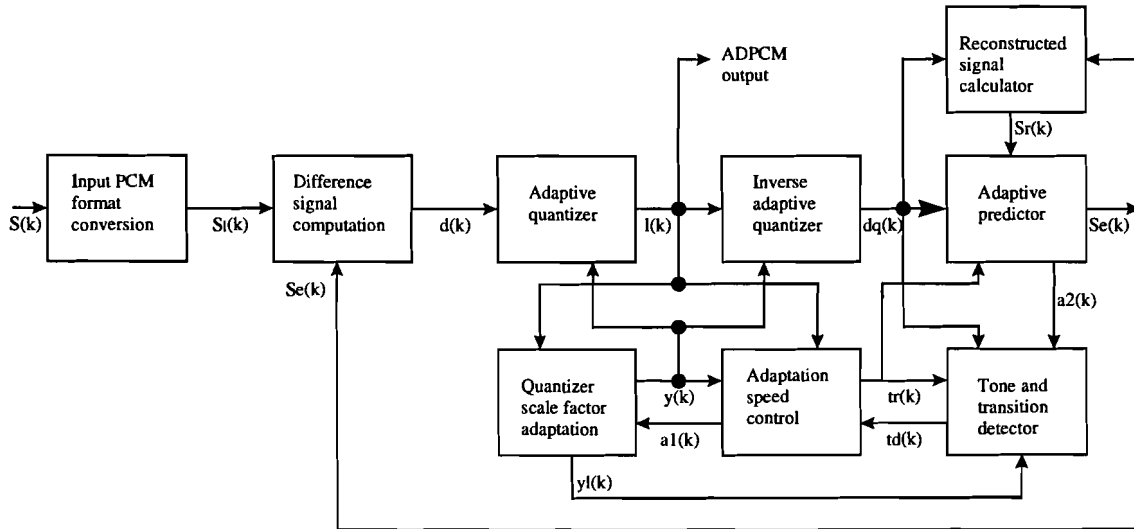 ADPCM
output
Reconstructed
signal
calculator
Sr(k)
Input PCM
format
conversion
Difference
signal
computation
Adaptive
quantizer
Inverse
adaptive
quantizer
Adaptive
predictor
S(k)
Sl(k)
d(k)
I(k)
dq(k)
Se(k)
Se(k)
a2(k)
Quantizer
scale factor
adaptation
Adaptation
speed
control
Tone and
transition
detector
y(k)
tr(k)
a1(k)
td(k)
yl(k)